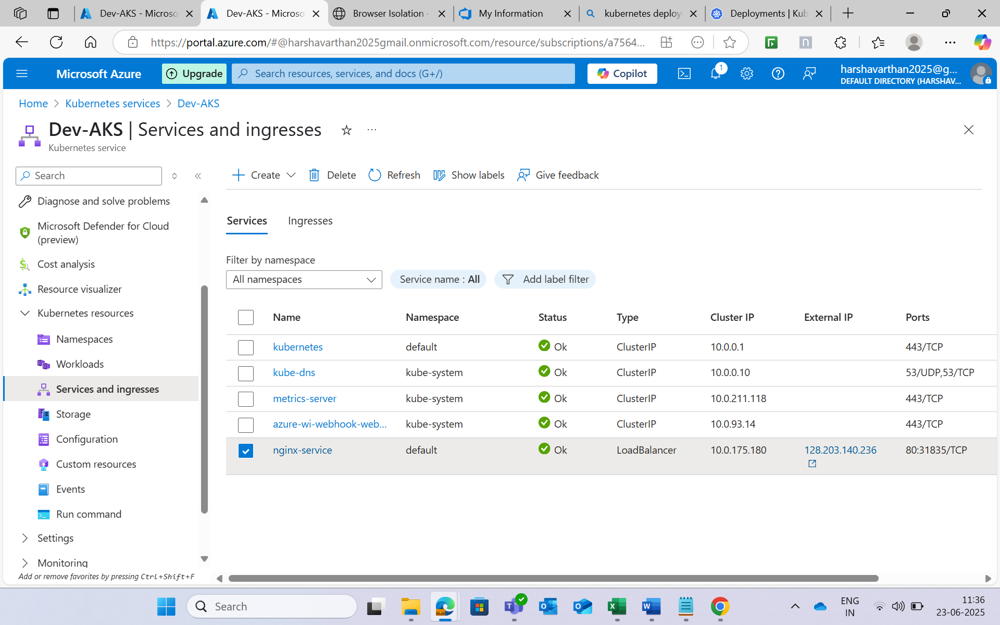 Dev-AKS - Microso
Dev-AKS - Microso
Browser Isolation -
My Information
kubernetes deploy
Deployments | Kub
https://portal.azure.com/#@harshavarthan2025gmail.onmicrosoft.com/resource/subscriptions/a7564...
Microsoft Azure
Upgrade
Search resources, services, and docs (G+/)
Copilot
1
harshavarthan2025@g...
DEFAULT DIRECTORY (HARSHAV...
Home > Kubernetes services > Dev-AKS
Dev-AKS | Services and ingresses
Kubernetes service
Search
Create
Delete
Refresh
Show labels
Give feedback
Diagnose and solve problems
Microsoft Defender for Cloud
(preview)
Cost analysis
Resource visualizer
Kubernetes resources
Namespaces
Workloads
Services and ingresses
Storage
Configuration
Custom resources
Events
Run command
Settings
Monitoring
Add or remove favorites by pressing Ctrl+Shift+F
Services Ingresses
Filter by namespace
All namespaces Service name : All Add label filter
Name Namespace Status Type Cluster IP External IP Ports
kubernetes default Ok ClusterIP 10.0.0.1 443/TCP
kube-dns kube-system Ok ClusterIP 10.0.0.10 53/UDP,53/TCP
metrics-server kube-system Ok ClusterIP 10.0.211.118 443/TCP
azure-wi-webhook-web... kube-system Ok ClusterIP 10.0.93.14 443/TCP
nginx-service default Ok LoadBalancer 10.0.175.180 128.203.140.236 80:31835/TCP
Search
ENG
IN
11:36
23-06-2025